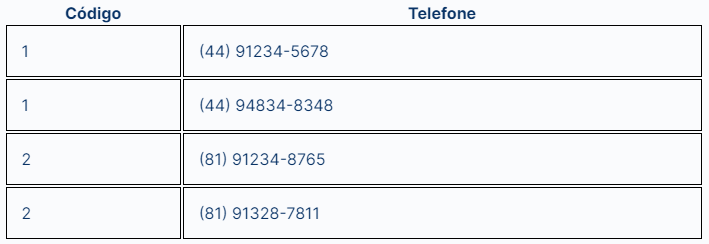 Código Telefone
1 (44) 91234-5678
1 (44) 94834-8348
2 (81) 91234-8765
2 (81) 91328-7811